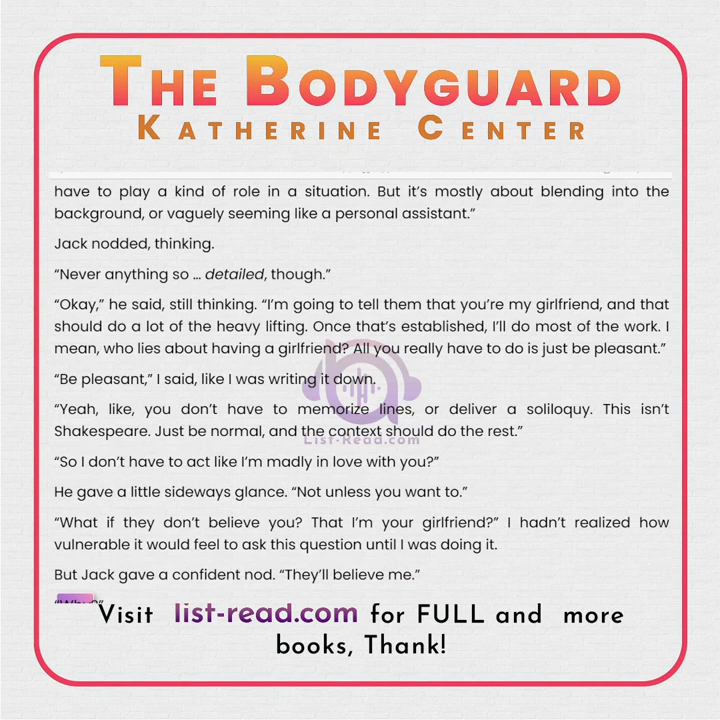 THE BODYGUARD
KATHERINE CENTER
have to play a kind of role in a situation. But it's mostly about blending into the
background, or vaguely seeming like a personal assistant.”
Jack nodded, thinking.
“Never anything so … detailed, though.”
“Okay,” he said, still thinking. “I'm going to tell them that you're my girlfriend, and that
should do a lot of the heavy lifting. Once that's established, I'll do most of the work. I
mean, who lies about having a girlfriend? All you really have to do is just be pleasant.”
“Be pleasant,” I said, like I was writing it down.
“Yeah, like, you don't have to memorize lines, or deliver a soliloquy. This isn't
Shakespeare. Just be normal, and the context should do the rest.”
List-Read.com
“So I don't have to act like I'm madly in love with you?”
He gave a little sideways glance. “Not unless you want to.”
“What if they don't believe you? That I'm your girlfriend?” I hadn't realized how
vulnerable it would feel to ask this question until I was doing it.
But Jack gave a confident nod. “They'll believe me.”
Visit list-read.com for FULL and more
books, Thank!